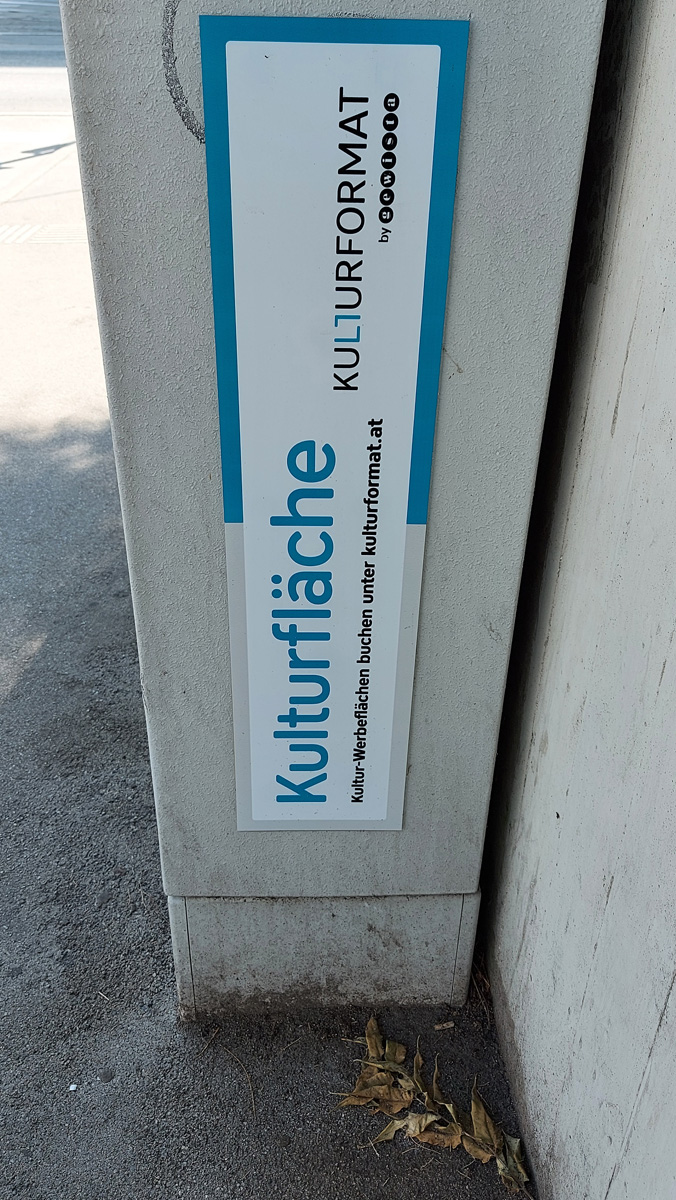 Kulturfläche
Kultur-Werbeflächen buchen unter kulturformat.at
KULTURFORMAT
by gewista